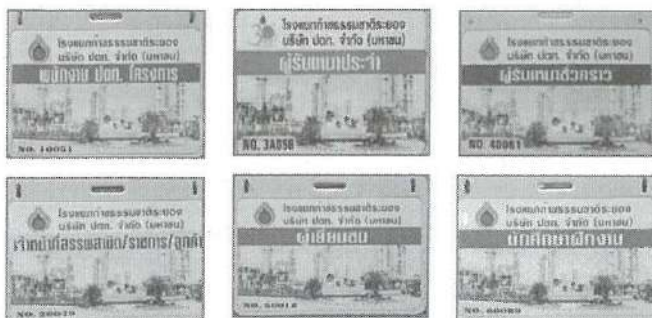 โรงแยกก๊าซธรรมชาติระยอง
บริษัท ปตท. จำกัด (มหาชน)
พนักงาน ปตท. โครงการ
NO. 10051
โรงแยกก๊าซธรรมชาติระยอง
บริษัท ปตท. จำกัด (มหาชน)
ผู้รับเหมาประจำ
NO. 3A056
โรงแยกก๊าซธรรมชาติระยอง
บริษัท ปตท. จำกัด (มหาชน)
ผู้รับเหมาชั่วคราว
NO. 40061
โรงแยกก๊าซธรรมชาติระยอง
บริษัท ปตท. จำกัด (มหาชน)
เจ้าหน้าที่สรรพสามิต/ราชการ/ลูกค้า
NO. 20029
โรงแยกก๊าซธรรมชาติระยอง
บริษัท ปตท. จำกัด (มหาชน)
ผู้เยี่ยมชม
NO. 50018
โรงแยกก๊าซธรรมชาติระยอง
บริษัท ปตท. จำกัด (มหาชน)
นักศึกษาฝึกงาน
NO. 60089